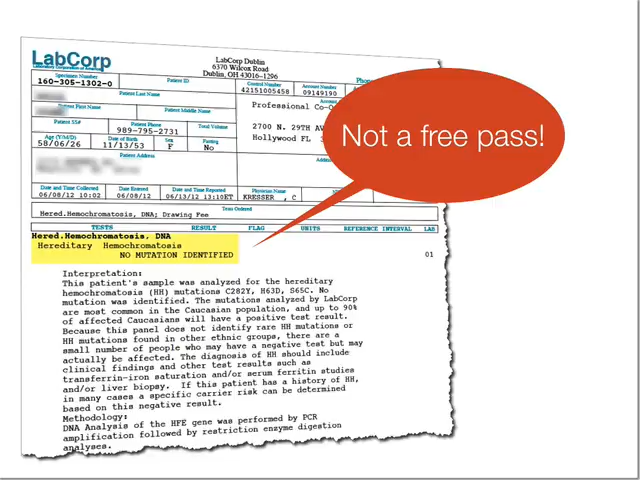 LabCorp
Laboratory Corporation of America
LabCorp Dublin
6370 Wilcox Road
Dublin, OH 43016-1296
Specimen Number
160-305-1302-0
Patient ID
Control Number
42151005458
Account Number
09149190
Patient Last Name
Patient First Name
Patient Middle Name
Patient SS#
Patient Phone
989-795-2731
Total Volume
Age (Y/M/D)
58/06/26
Date of Birth
11/13/53
Sex
F
Fasting
No
Patient Address
Professional Co-O
2700 N. 29TH AV
Hollywood FL
Date and Time Collected
06/08/12 10:02
Date Entered
06/08/12
Date and Time Reported
06/13/12 13:10ET
Physician Name
KRESSER , C
Tests Ordered
Hered.Hemochromatosis, DNA; Drawing Fee
TESTS RESULT FLAG UNITS REFERENCE INTERVAL LAB
Hered.Hemochromatosis, DNA
Hereditary Hemochromatosis
NO MUTATION IDENTIFIED 01
Interpretation:
This patient's sample was analyzed for the hereditary
hemochromatosis (HH) mutations C282Y, H63D, S65C. No
mutation was identified. The mutations analyzed by LabCorp
are most common in the Caucasian population, and up to 90%
of affected Caucasians will have a positive test result.
Because this panel does not identify rare HH mutations or
HH mutations found in other ethnic groups, there are a
small number of people who may have a negative test but may
actually be affected. The diagnosis of HH should include
clinical findings and other test results such as
transferrin-iron saturation and/or serum ferritin studies
and/or liver biopsy. If this patient has a history of HH,
in many cases a specific carrier risk can be determined
based on this negative result.
Methodology:
DNA Analysis of the HFE gene was performed by PCR
amplification followed by restriction enzyme digestion
analyses.
Not a free pass!